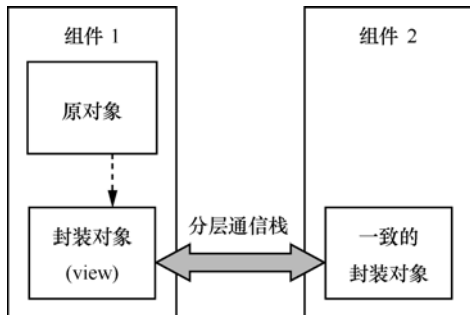 组件 1
组件 2
原对象
分层通信栈
封装对象
(view)
一致的
封装对象